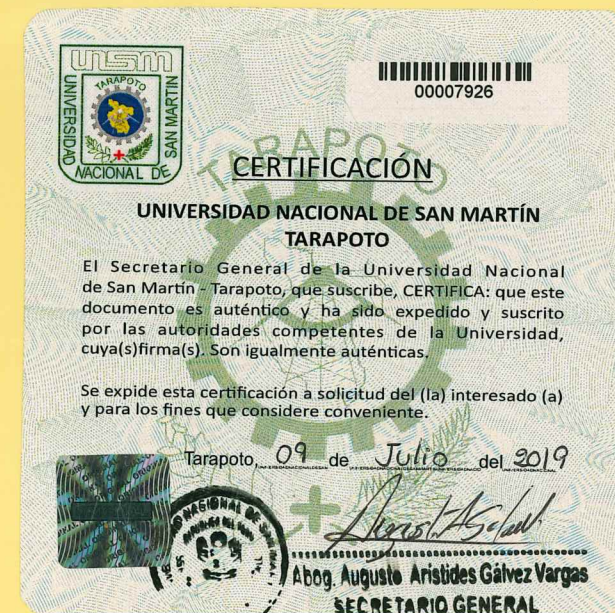 unsm
TARAPOTO
UNIVERSIDAD
NACIONAL DE
SAN MARTIN
00007926
TARAPOTO
CERTIFICACIÓN
UNIVERSIDAD NACIONAL DE SAN MARTÍN
TARAPOTO
El Secretario General de la Universidad Nacional
de San Martín - Tarapoto, que suscribe, CERTIFICA: que este
documento es auténtico y ha sido expedido y suscrito
por las autoridades competentes de la Universidad,
cuya(s)firma(s). Son igualmente auténticas.
Se expide esta certificación a solicitud del (la) interesado (a)
y para los fines que considere conveniente.
Tarapoto, 09 de Julio del 2019
Abog. Augusto Aristides Gálvez Vargas
SECRETARIO GENERAL